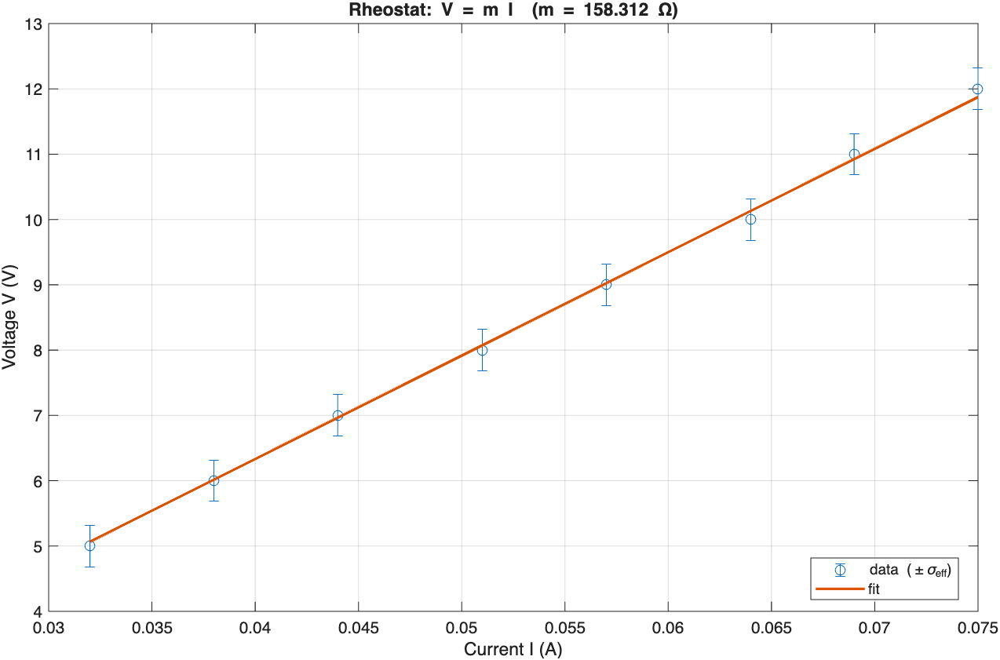 Rheostat: V = m I (m = 158.312 Ω)
13
12
11
10
9
8
7
6
5
4
Voltage V (V)
0.03 0.035 0.04 0.045 0.05 0.055 0.06 0.065 0.07 0.075
Current I (A)
data ( ± σeff)
fit